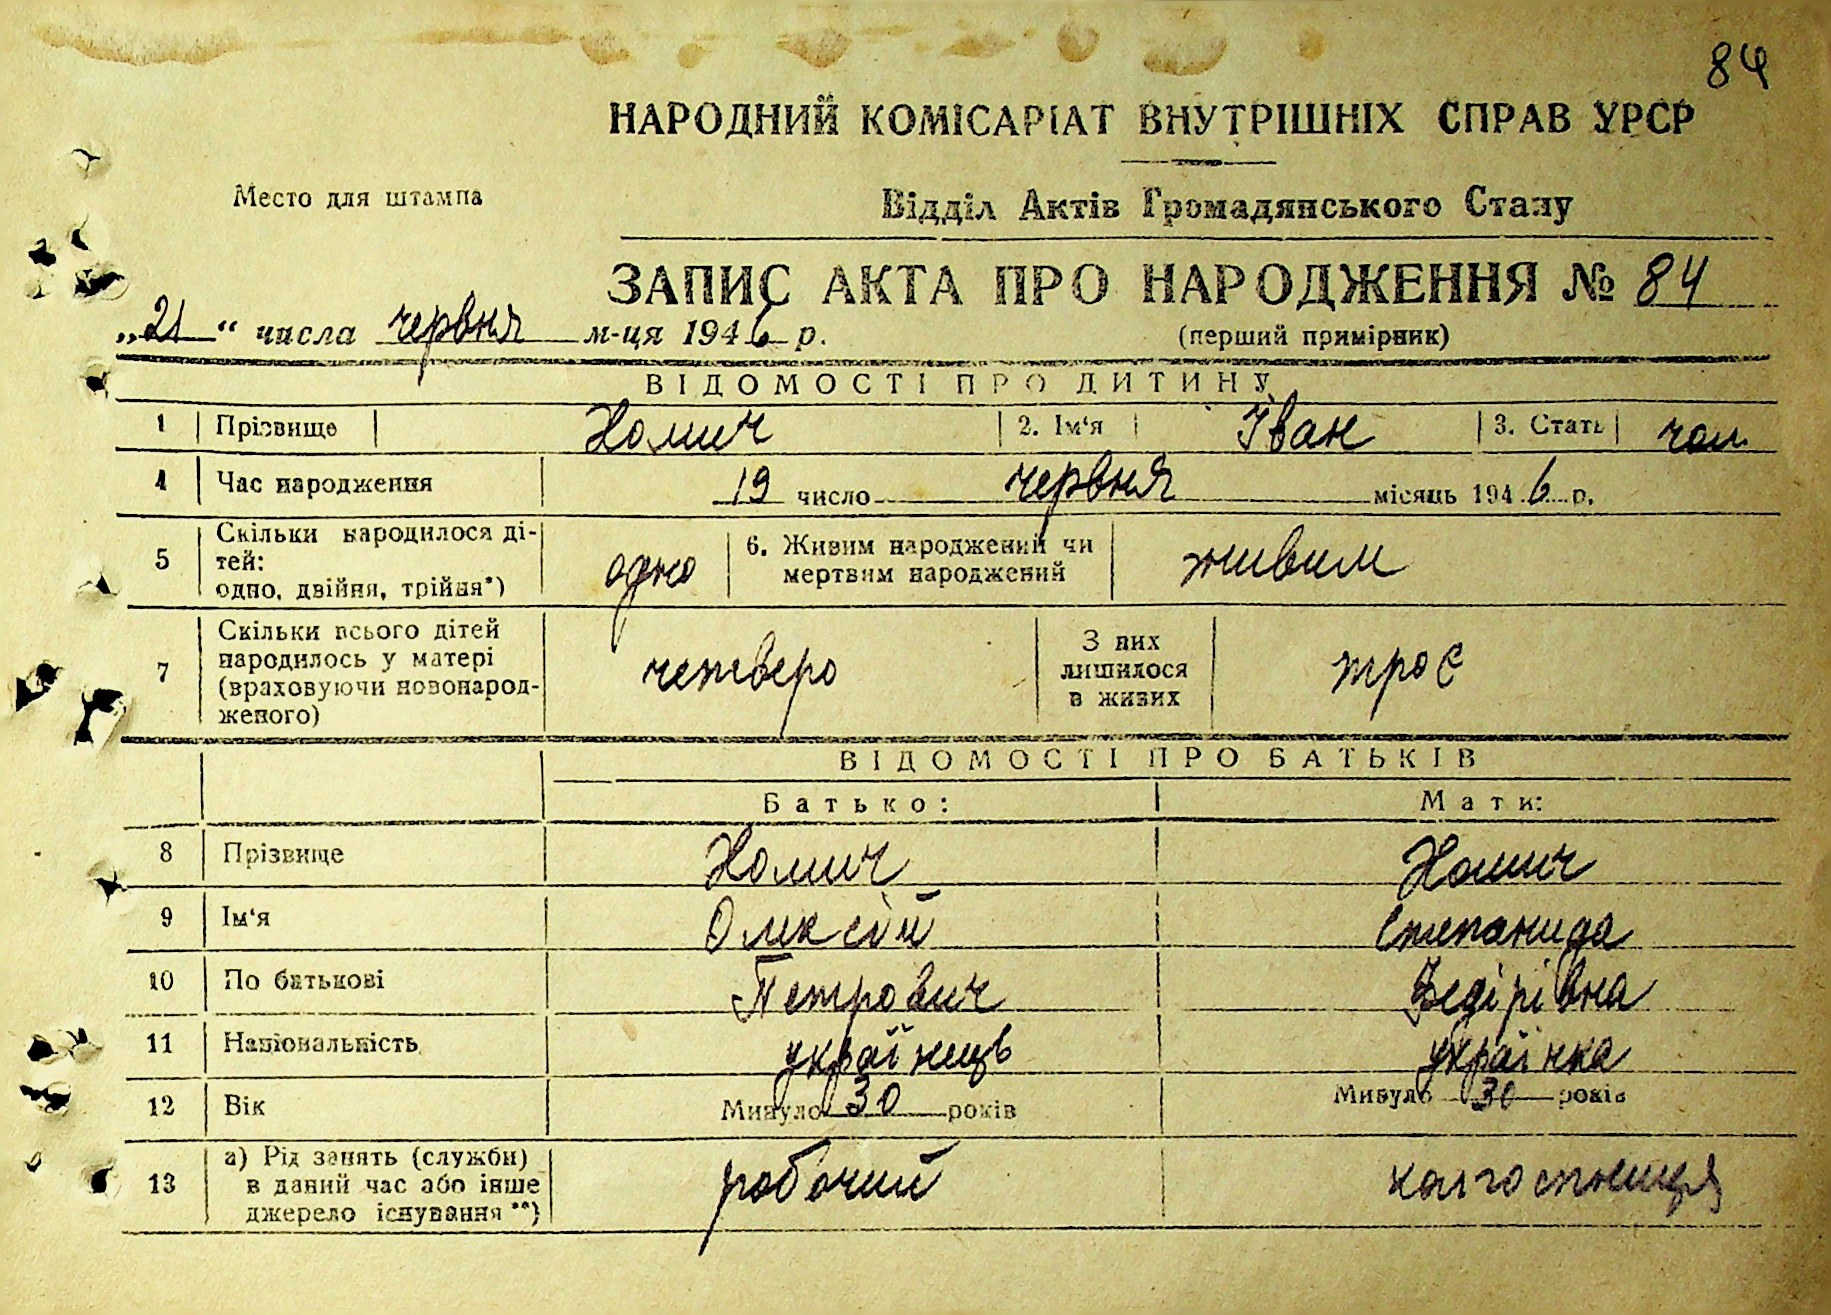 84
НАРОДНИЙ КОМІСАРІАТ ВНУТРІШНІХ СПРАВ УРСР
Место для штампа
Відділ Актів Громадянського Стану
ЗАПИС АКТА ПРО НАРОДЖЕННЯ № 84
„21“ числа червня м-ця 1946 р.
(перший примірник)
ВІДОМОСТІ ПРО ДИТИНУ
1 Прізвище Хомич 2. Ім‘я Іван 3. Стать чол.
4 Час народження 19 число червня місяць 1946 р.
5 Скільки народилося ді-
тей:
одно, двійня, трійня*) одно 6. Живим народжений чи
мертвим народжений живим
7 Скільки всього дітей
народилось у матері
(враховуючи новонарод-
женого) четверо З них
лишилося
в живих троє
ВІДОМОСТІ ПРО БАТЬКІВ
Батько: Мати:
8 Прізвище Хомич Хомич
9 Ім‘я Олексій Степанида
10 По батькові Петрович Федірівна
11 Національність українець українка
12 Вік Минуло 30 років Минуло 30 років
13 а) Рід занять (служби)
в даний час або інше
джерело існування**) робочий колгоспниця